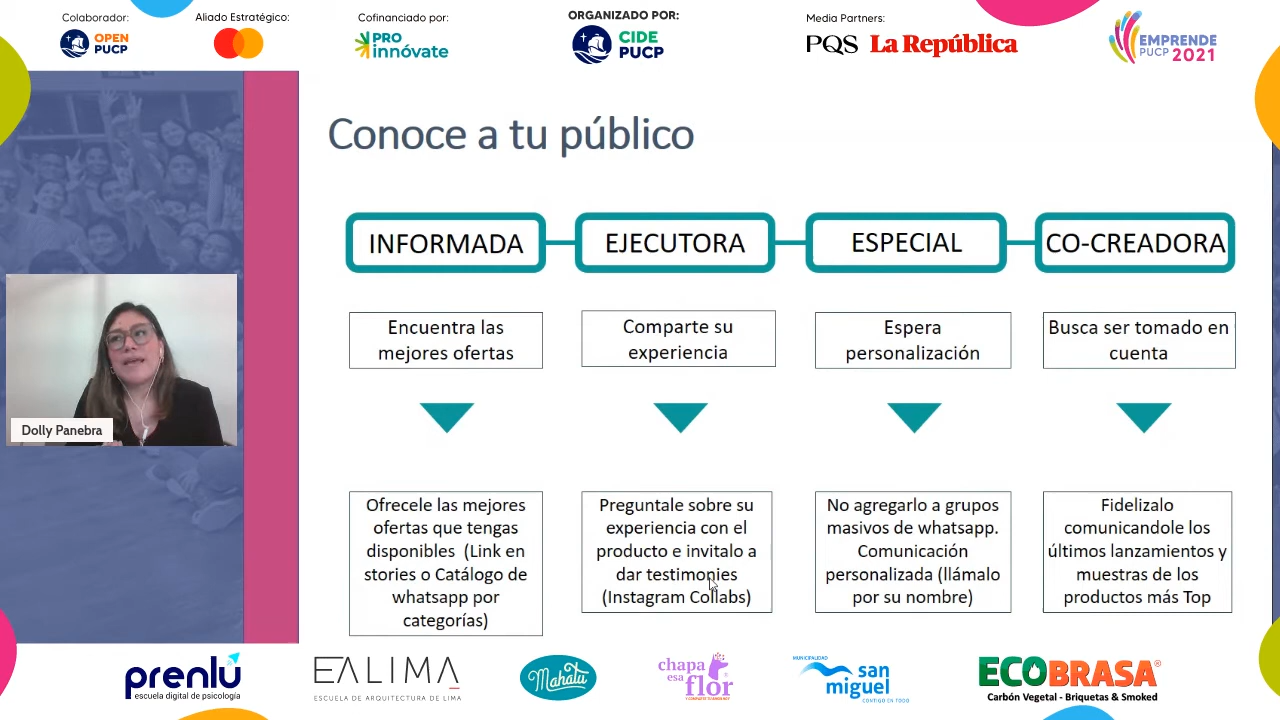 Colaborador:
OPEN
PUCP
Aliado Estratégico:
Cofinanciado por:
PRO
innóvate
ORGANIZADO POR:
CIDE
PUCP
Media Partners:
PQS
La República
EMPRENDE
PUCP
2021
Conoce a tu público
INFORMADA
EJECUTORA
ESPECIAL
CO-CREADORA
Encuentra las
mejores ofertas
Comparte su
experiencia
Espera
personalización
Busca ser tomado en
cuenta
Dolly Panebra
Ofrecele las mejores
ofertas que tengas
disponibles (Link en
stories o Catálogo de
whatsapp por
categorías)
Preguntale sobre su
experiencia con el
producto e invitalo a
dar testimonies
(Instagram Collabs)
No agregarlo a grupos
masivos de whatsapp.
Comunicación
personalizada (llámalo
por su nombre)
Fidelizalo
comunicandole los
últimos lanzamientos y
muestras de los
productos más Top
prenlu
escuela digital de psicología
EALIMA
ESCUELA DE ARQUITECTURA DE LIMA
Mahatu
chapa
esa
flor
MUNICIPALIDAD
san
miguel
CONTIGO EN TODO
ECOBRASA
Carbón Vegetal - Briquetas & Smoked